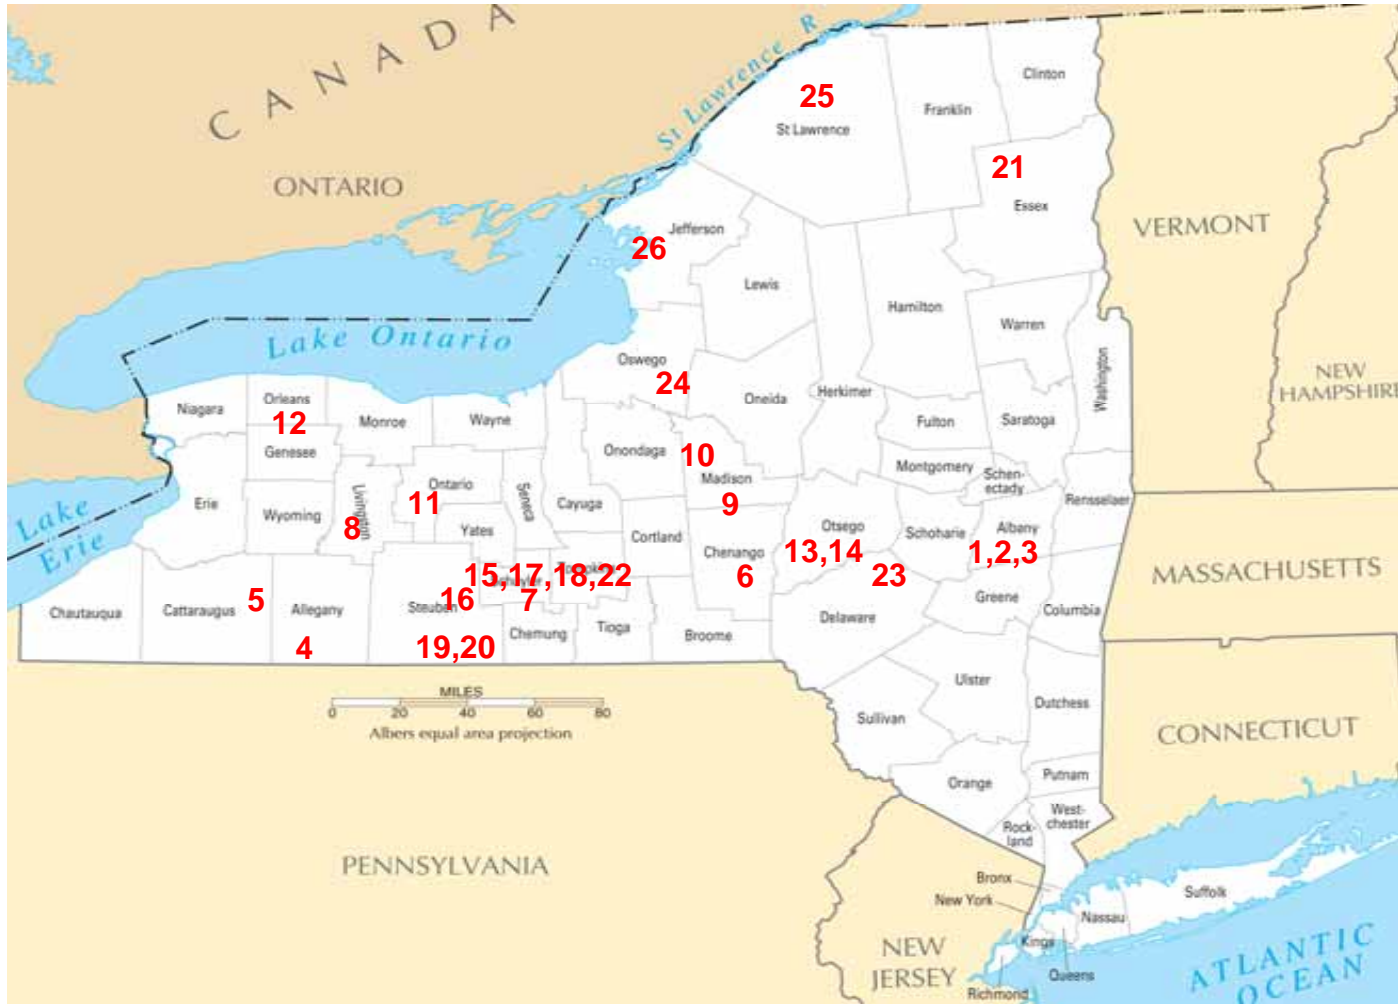 CANADA
St Lawrence R
25
St Lawrence
Franklin
Clinton
ONTARIO
21
Essex
VERMONT
Jefferson
26
Lewis
Hamilton
Lake Ontario
Warren
Washington
NEW
HAMPSHIRE
Oswego
24
Oneida
Herkimer
Niagara
Orleans
12
Monroe
Wayne
Fulton
Saratoga
Genesee
Onondaga
10
Madison
Montgomery
Schen-
ectady
Rensselaer
Lake
Erie
Erie
Wyoming
Livingston
8
Ontario
11
Seneca
Cayuga
9
Yates
Cortland
Chenango
6
Otsego
13,14
Schoharie
Albany
1,2,3
23
MASSACHUSETTS
Chautauqua
Cattaraugus
5
Allegany
4
Steuben
15,17,18,22
16
7
19,20
Chemung
Tioga
Broome
Delaware
Greene
Columbia
MILES
0 20 40 60 80
Albers equal area projection
Sullivan
Ulster
Dutchess
CONNECTICUT
Orange
Putnam
West-
chester
Rock-
land
PENNSYLVANIA
Bronx
New York
Suffolk
Nassau
Kings
Queens
Richmond
NEW
JERSEY
ATLANTIC
OCEAN